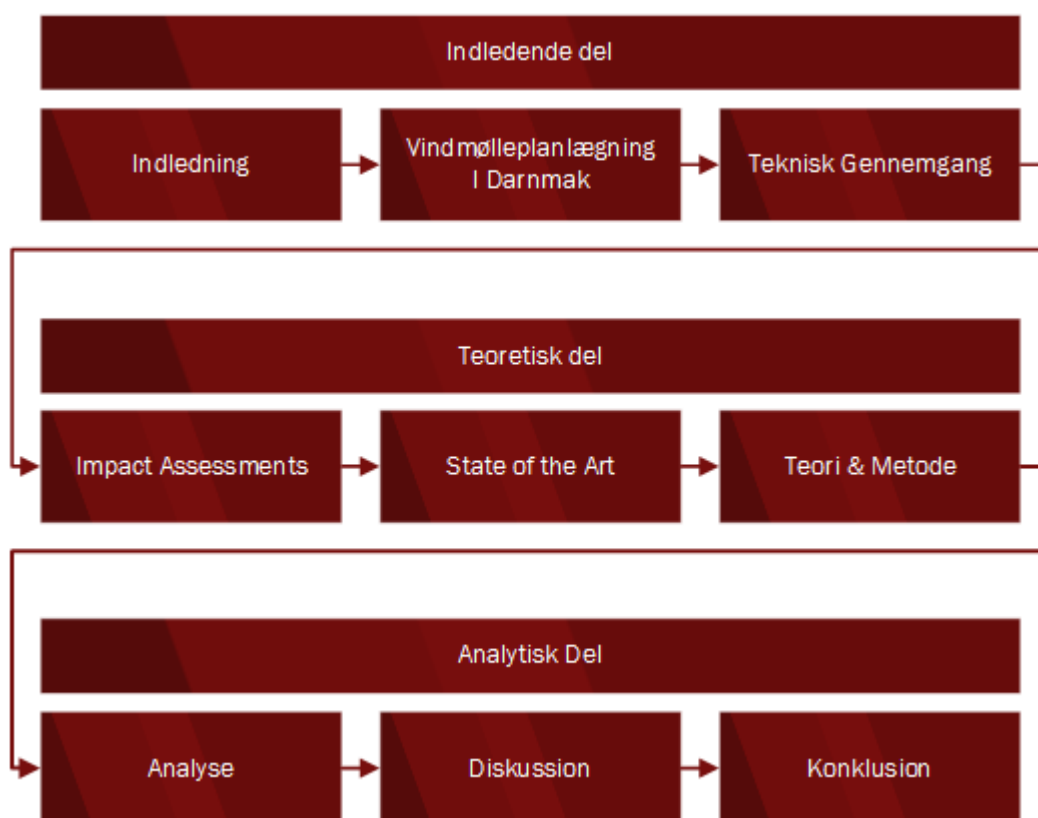 Indledende del
Indledning
Vindmølleplanlægning
I Darnmak
Teknisk Gennemgang
Teoretisk del
Impact Assessments
State of the Art
Teori & Metode
Analytisk Del
Analyse
Diskussion
Konklusion